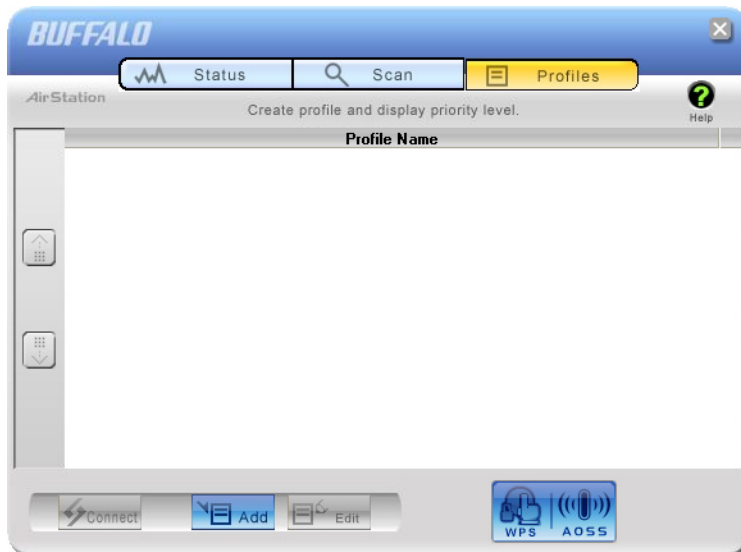 BUFFALO
Status Scan Profiles
AirStation
Create profile and display priority level.
Help
Profile Name
Connect Add Edit
WPS AOSS